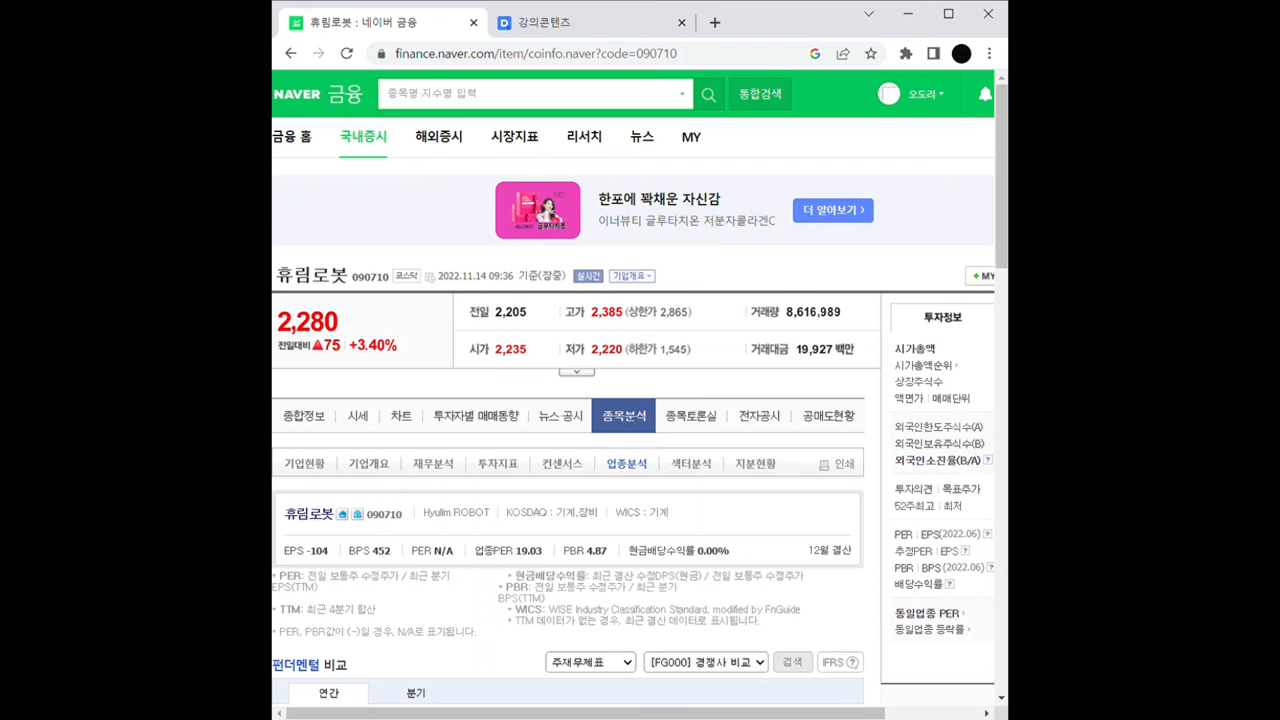 휴림로봇 : 네이버 금융
강의콘텐츠
finance.naver.com/item/coinfo.naver?code=090710
NAVER 금융
종목명·지수명 입력
통합검색
오도리
금융 홈 국내증시 해외증시 시장지표 리서치 뉴스 MY
한포에 꽉채운 자신감
이너뷰티 글루타치온 저분자콜라겐C
더 알아보기
휴림로봇 090710 코스닥 2022.11.14 09:36 기준(장중) 실시간 기업개요 MY
2,280
전일대비 ▲75 +3.40%
전일 2,205 고가 2,385 (상한가 2,865) 거래량 8,616,989
시가 2,235 저가 2,220 (하한가 1,545) 거래대금 19,927 백만
투자정보
시가총액
시가총액순위
상장주식수
액면가 | 매매단위
외국인한도주식수(A)
외국인보유주식수(B)
외국인소진율(B/A) ?
투자의견 | 목표주가
52주최고 | 최저
PER | EPS(2022.06) ?
추정PER | EPS ?
PBR | BPS (2022.06) ?
배당수익률 ?
동일업종 PER
동일업종 등락률
종합정보 시세 차트 투자자별 매매동향 뉴스·공시 종목분석 종목토론실 전자공시 공매도현황
기업현황 기업개요 재무분석 투자지표 컨센서스 업종분석 섹터분석 지분현황 인쇄
휴림로봇 090710 Hyulim ROBOT KOSDAQ : 기계,장비 WICS : 기계
EPS -104 BPS 452 PER N/A 업종PER 19.03 PBR 4.87 현금배당수익률 0.00% 12월 결산
* PER: 전일 보통주 수정주가 / 최근 분기
EPS(TTM)
* TTM: 최근 4분기 합산
* PER, PBR값이 (-)일 경우, N/A로 표기됩니다.
* 현금배당수익률: 최근 결산 수정DPS(현금) / 전일 보통주 수정주가
* PBR: 전일 보통주 수정주가 / 최근 분기
BPS(TTM)
* WICS: WISE Industry Classification Standard, modified by FnGuide
* TTM 데이터가 없는 경우, 최근 결산 데이터로 표시됩니다.
펀더멘털 비교
주재무제표 [FG000] 경쟁사 비교 검색 IFRS ?
연간 분기